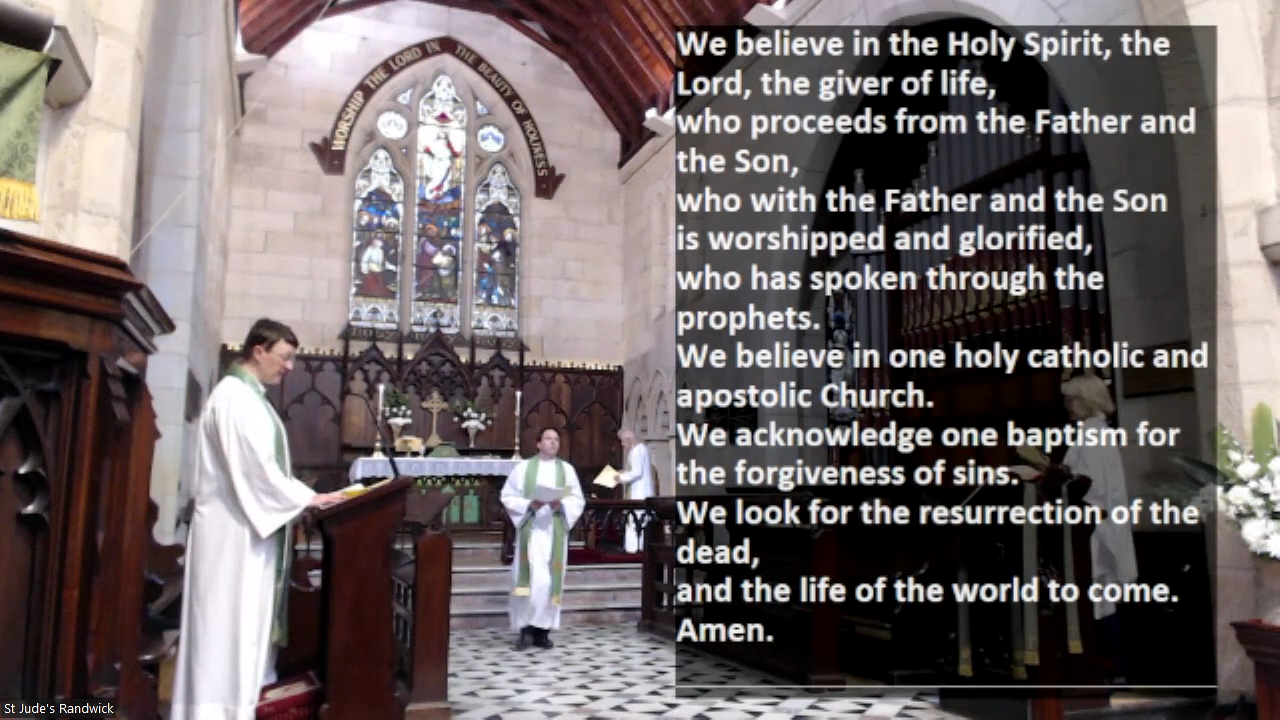 WORSHIP THE LORD IN THE BEAUTY OF HOLINESS
We believe in the Holy Spirit, the
Lord, the giver of life,
who proceeds from the Father and
the Son,
who with the Father and the Son
is worshipped and glorified,
who has spoken through the
prophets.
We believe in one holy catholic and
apostolic Church.
We acknowledge one baptism for
the forgiveness of sins.
We look for the resurrection of the
dead,
and the life of the world to come.
Amen.
St Jude's Randwick